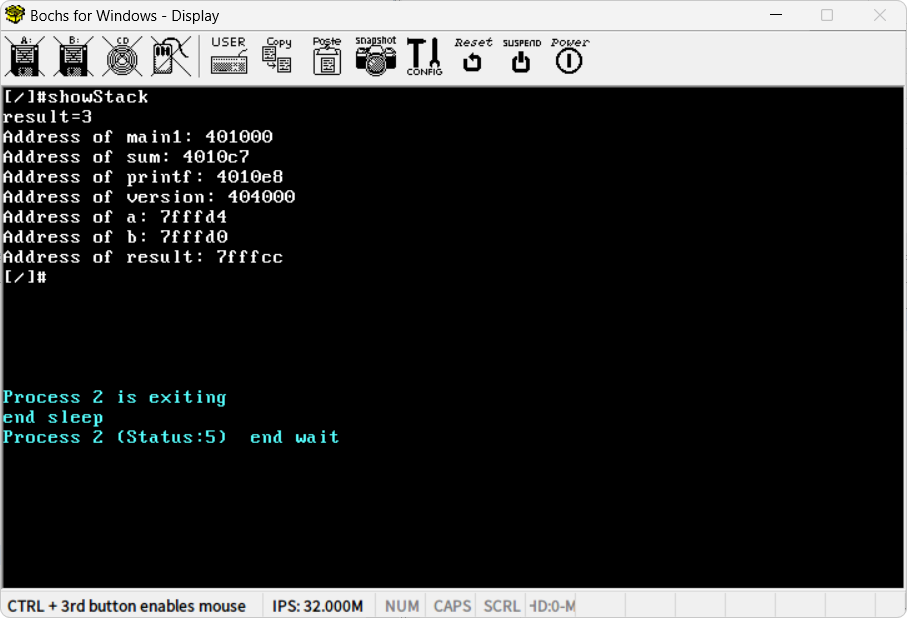 Bochs for Windows - Display
A: B: CD USER Copy Paste snapshot CONFIG Reset SUSPEND Power
[/]#showStack
result=3
Address of main1: 401000
Address of sum: 4010c7
Address of printf: 4010e8
Address of version: 404000
Address of a: 7fffd4
Address of b: 7fffd0
Address of result: 7fffcc
[/]#
Process 2 is exiting
end sleep
Process 2 (Status:5)  end wait
CTRL + 3rd button enables mouse IPS: 32.000M NUM CAPS SCRL HD:0-M